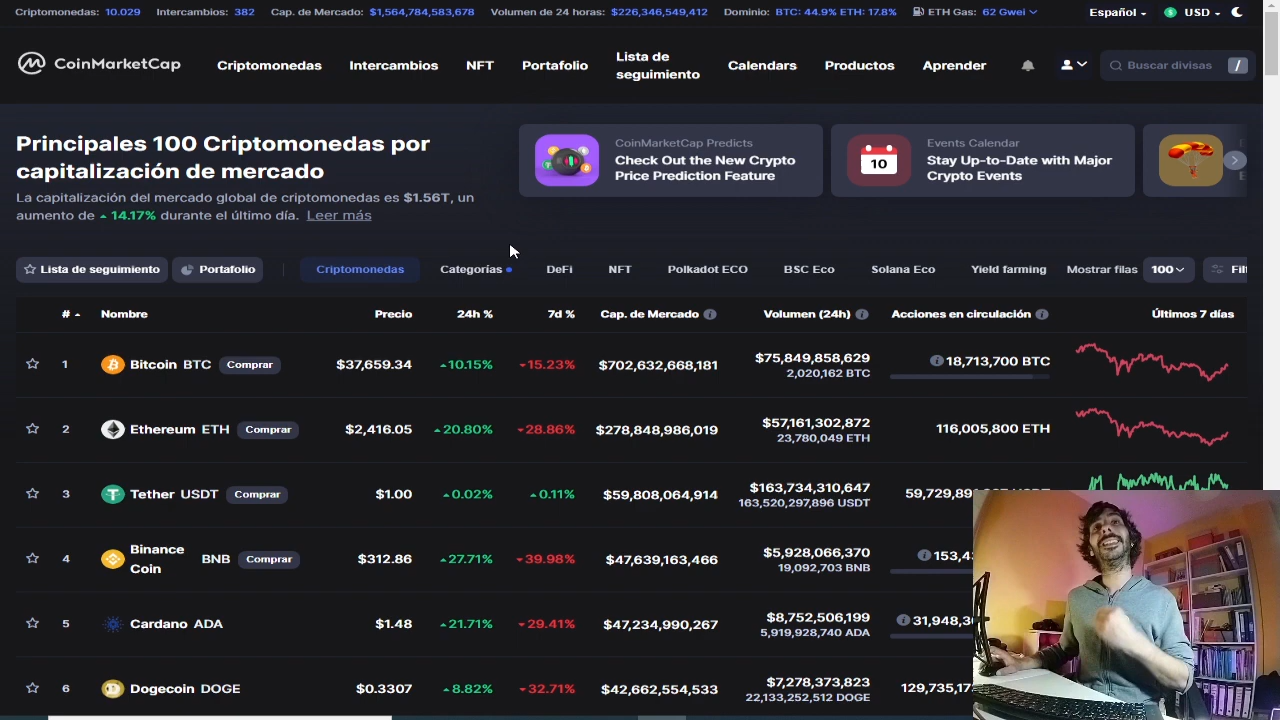 Criptomonedas: 10.029 Intercambios: 382 Cap. de Mercado: $1,564,784,583,678 Volumen de 24 horas: $226,346,549,412 Dominio: BTC: 44.9% ETH: 17.8% ETH Gas: 62 Gwei Español USD
CoinMarketCap Criptomonedas Intercambios NFT Portafolio Lista de seguimiento Calendars Productos Aprender Buscar divisas /
Principales 100 Criptomonedas por
capitalización de mercado
La capitalización del mercado global de criptomonedas es $1.56T, un
aumento de 14.17% durante el último día. Leer más
CoinMarketCap Predicts
Check Out the New Crypto
Price Prediction Feature
10
Events Calendar
Stay Up-to-Date with Major
Crypto Events
Lista de seguimiento Portafolio Criptomonedas Categorías DeFi NFT Polkadot ECO BSC Eco Solana Eco Yield farming Mostrar filas 100
# Nombre Precio 24h % 7d % Cap. de Mercado Volumen (24h) Acciones en circulación Últimos 7 días
1 Bitcoin BTC Comprar $37,659.34 10.15% 15.23% $702,632,668,181 $75,849,858,629 18,713,700 BTC
2,020,162 BTC
2 Ethereum ETH Comprar $2,416.05 20.80% 28.86% $278,848,986,019 $57,161,302,872 116,005,800 ETH
23,780,049 ETH
3 Tether USDT Comprar $1.00 0.02% 0.11% $59,808,064,914 $163,734,310,647
163,520,297,896 USDT
4 Binance Coin BNB Comprar $312.86 27.71% 39.98% $47,639,163,466 $5,928,066,370
19,092,703 BNB
5 Cardano ADA $1.48 21.71% 29.41% $47,234,990,267 $8,752,506,199
5,919,928,740 ADA
6 Dogecoin DOGE $0.3307 8.82% 32.71% $42,662,554,533 $7,278,373,823
22,133,252,512 DOGE